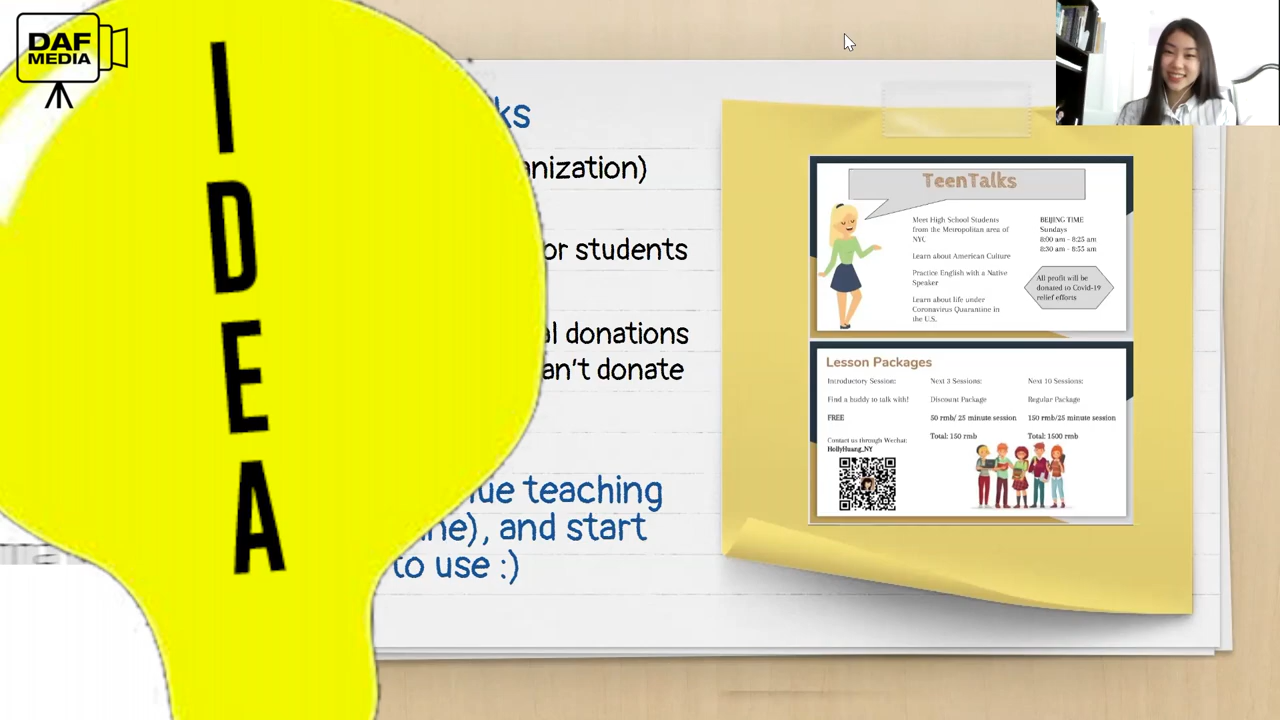 DAF
MEDIA
I
D
E
A
ks
anization)
or students
al donations
an't donate
nue teaching
ne), and start
to use :)
TeenTalks
Meet High School Students
from the Metropolitan area of
NYC
Learn about American Culture
Practice English with a Native
Speaker
Learn about life under
Coronavirus Quarantine in
the U.S.
BEIJING TIME
Sundays
8:00 am - 8:25 am
8:30 am - 8:55 am
All profit will be
donated to Covid-19
relief efforts
Lesson Packages
Introductory Session:
Find a buddy to talk with!
FREE
Contact us through Wechat:
HollyHuang_NY
Next 3 Sessions:
Discount Package
50 rmb/ 25 minute session
Total: 150 rmb
Next 10 Sessions:
Regular Package
150 rmb/25 minute session
Total: 1500 rmb